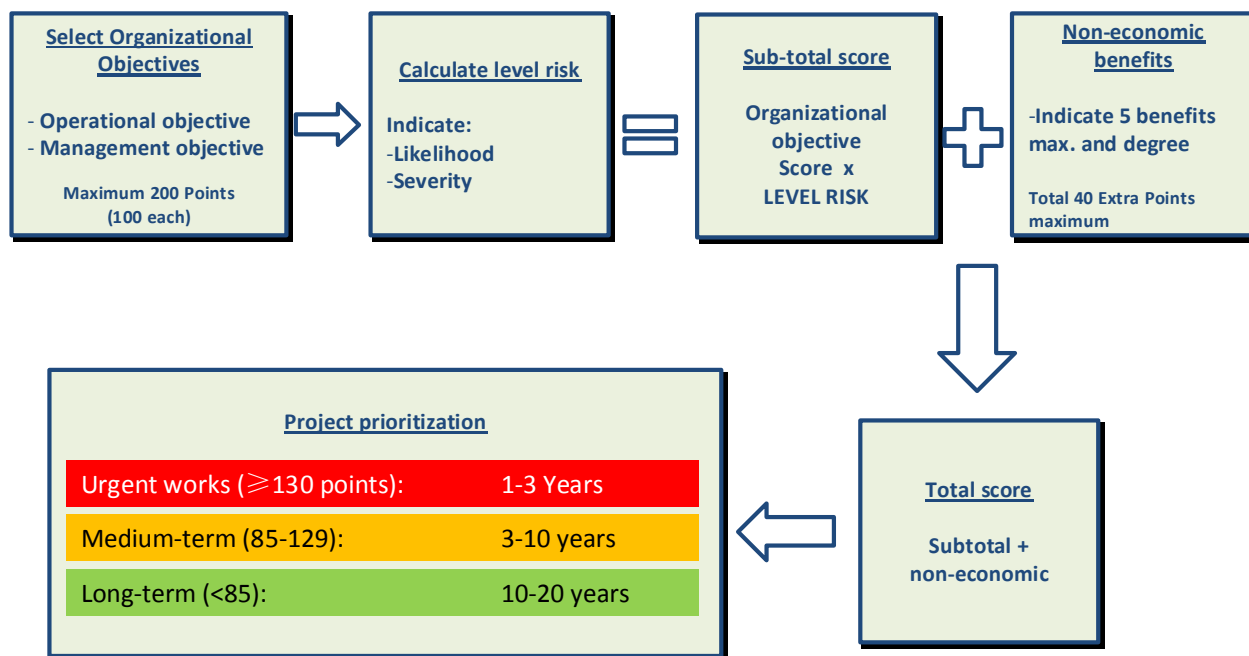 Select Organizational
Objectives
- Operational objective
- Management objective
Maximum 200 Points
(100 each)
Calculate level risk
Indicate:
-Likelihood
-Severity
Sub-total score
Organizational
objective
Score x
LEVEL RISK
Non-economic
benefits
-Indicate 5 benefits
max. and degree
Total 40 Extra Points
maximum
Project prioritization
Urgent works (≥130 points): 1-3 Years
Medium-term (85-129): 3-10 years
Long-term (<85): 10-20 years
Total score
Subtotal +
non-economic